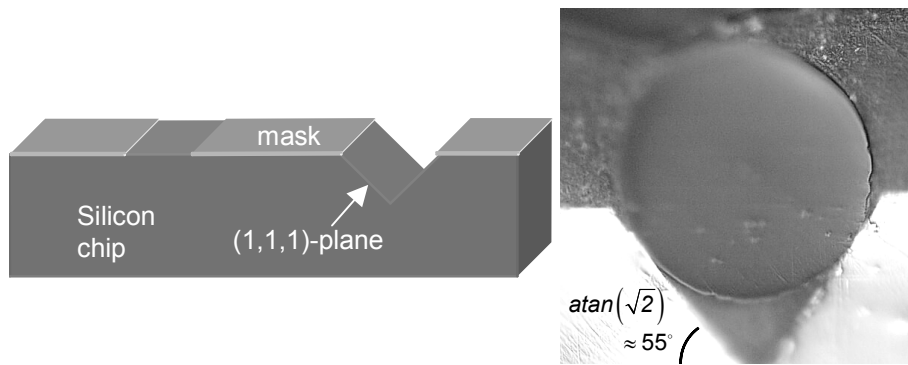 mask
Silicon
chip
(1,1,1)-plane
atan(√2)
≈ 55°